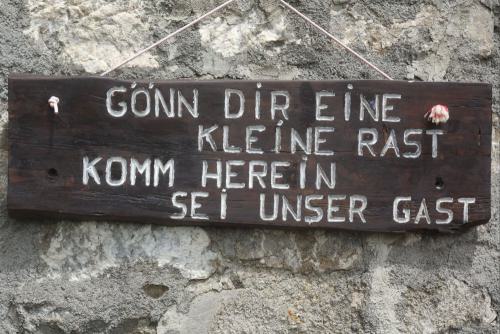 GÖNN DIR EINE
KLEINE RAST
KOMM HEREIN
SEI UNSER GAST